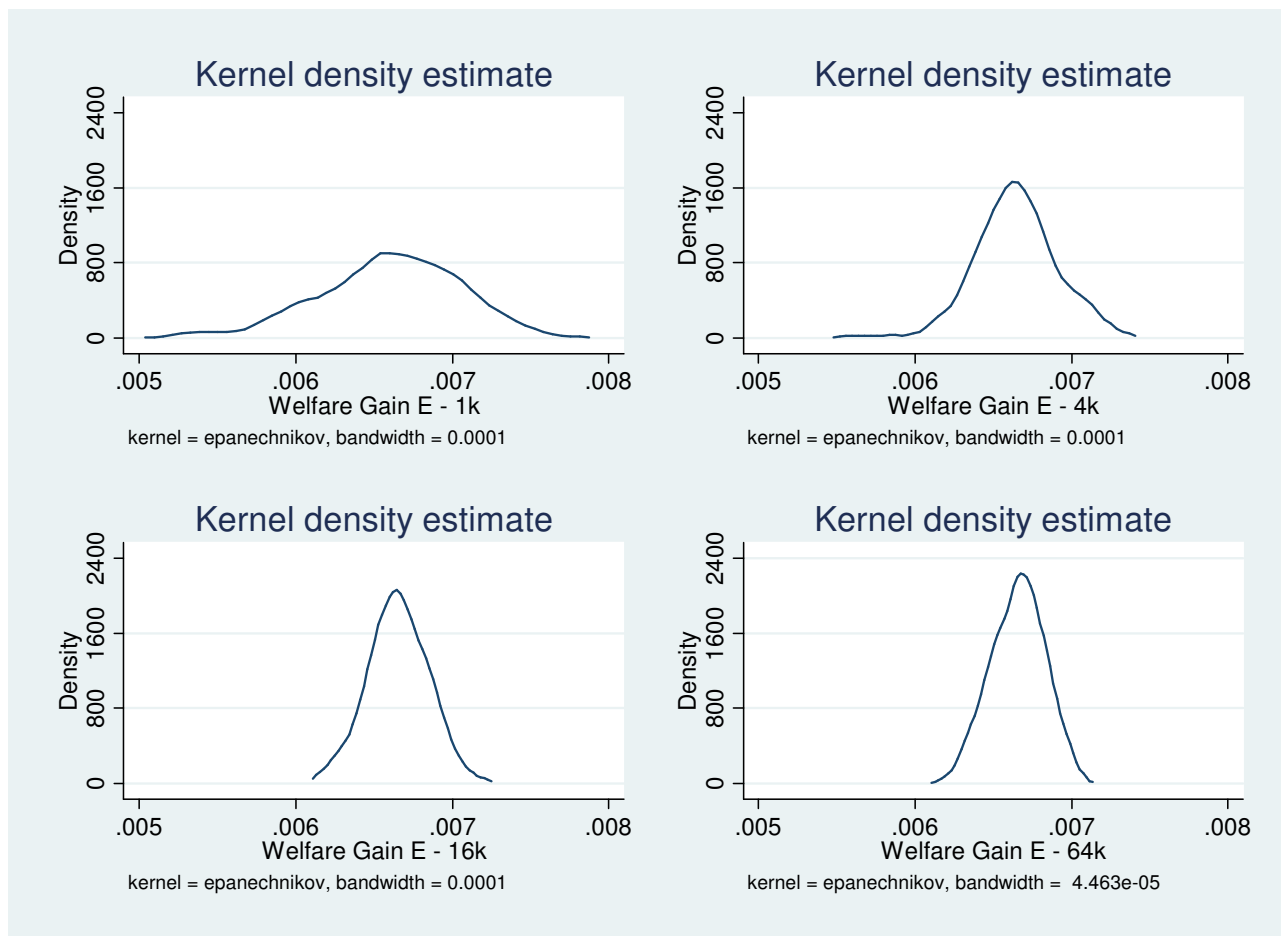 Kernel density estimate
Density
2400
1600
800
0
.005 .006 .007 .008
Welfare Gain E - 1k
kernel = epanechnikov, bandwidth = 0.0001
Kernel density estimate
Density
2400
1600
800
0
.005 .006 .007 .008
Welfare Gain E - 4k
kernel = epanechnikov, bandwidth = 0.0001
Kernel density estimate
Density
2400
1600
800
0
.005 .006 .007 .008
Welfare Gain E - 16k
kernel = epanechnikov, bandwidth = 0.0001
Kernel density estimate
Density
2400
1600
800
0
.005 .006 .007 .008
Welfare Gain E - 64k
kernel = epanechnikov, bandwidth = 4.463e-05